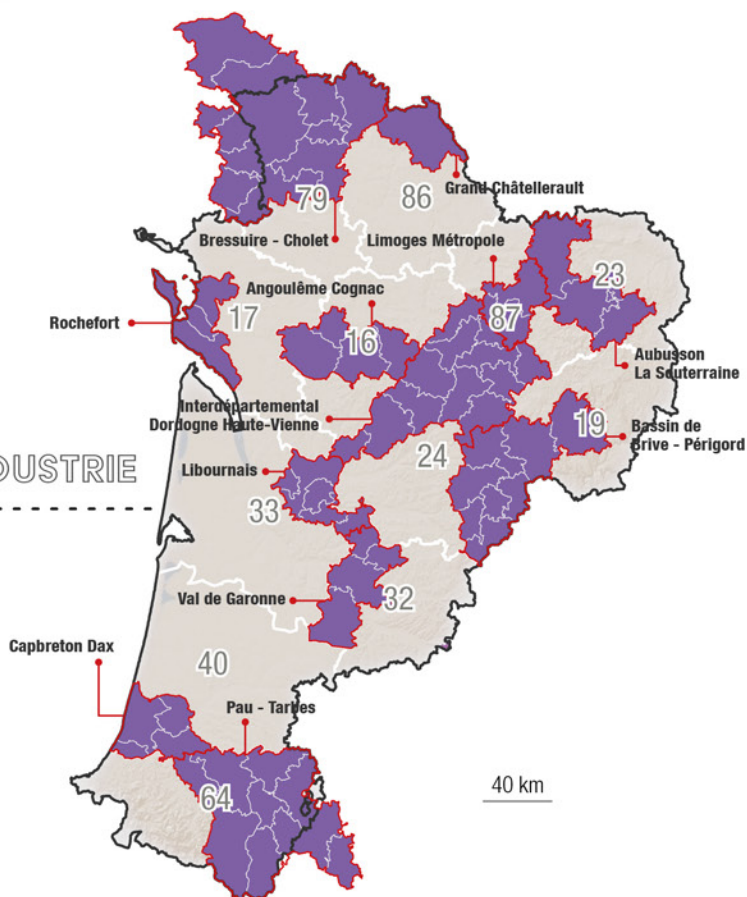 79
86
Grand Châtellerault
Bressuire - Cholet
Limoges Métropole
23
Angoulême Cognac
17
87
Rochefort
16
Aubusson
La Souterraine
Interdépartemental
Dordogne Haute-Vienne
19
Bassin de
Brive - Périgord
24
DUSTRIE
Libournais
33
Val de Garonne
32
Capbreton Dax
40
Pau - Tarbes
40 km
64